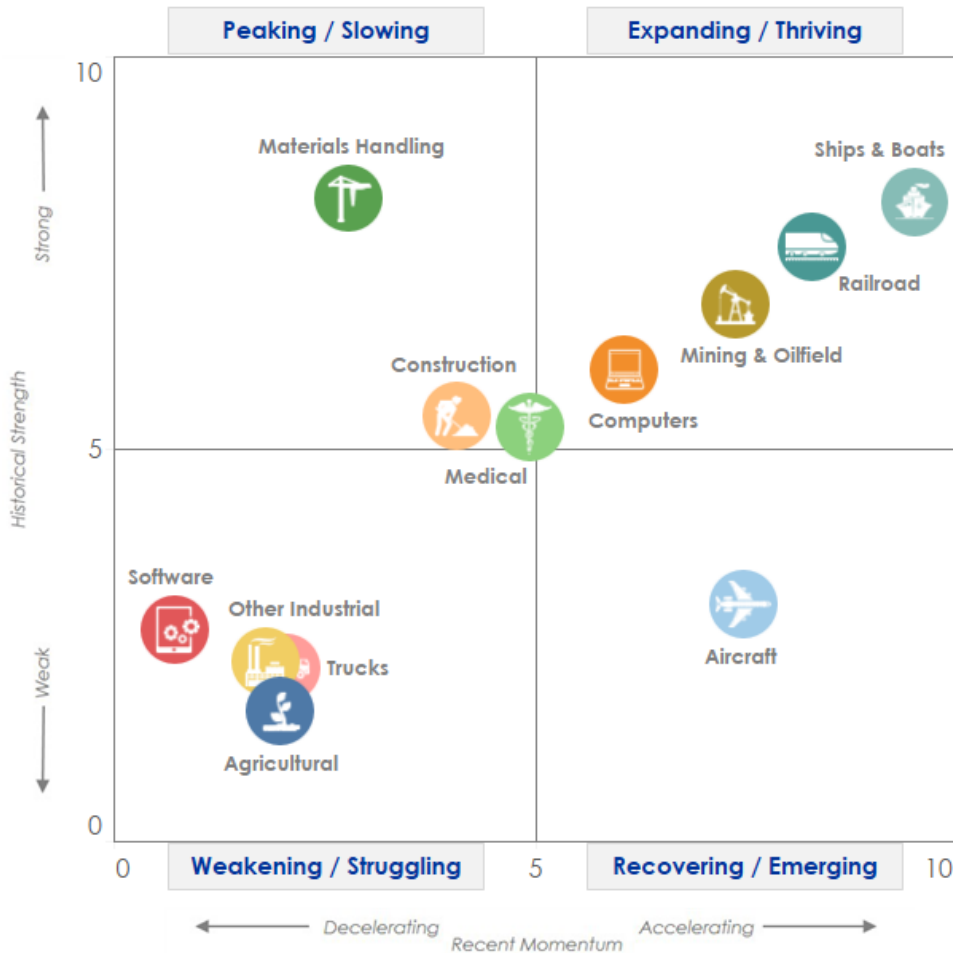 Peaking / Slowing
Expanding / Thriving
10
Materials Handling
Ships & Boats
Strong
Railroad
Mining & Oilfield
Construction
Computers
Historical Strength
5
Medical
Software
Other Industrial
Trucks
Weak
Aircraft
Agricultural
0
0
Weakening / Struggling
5
Recovering / Emerging
10
Decelerating
Accelerating
Recent Momentum